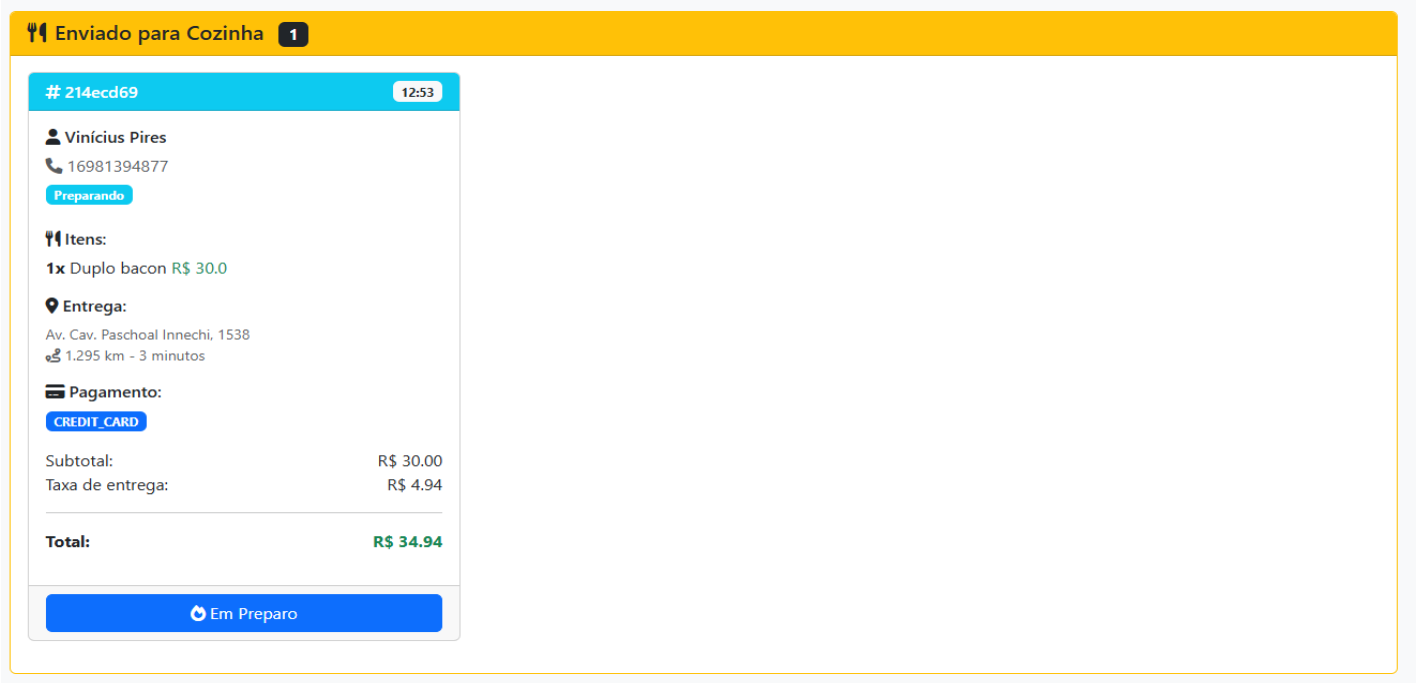 Enviado para Cozinha 1
# 214ecd69 12:53
Vinícius Pires
16981394877
Preparando
Itens:
1x Duplo bacon R$ 30.0
Entrega:
Av. Cav. Paschoal Innechi, 1538
1.295 km - 3 minutos
Pagamento:
CREDIT_CARD
Subtotal: R$ 30.00
Taxa de entrega: R$ 4.94
Total: R$ 34.94
Em Preparo